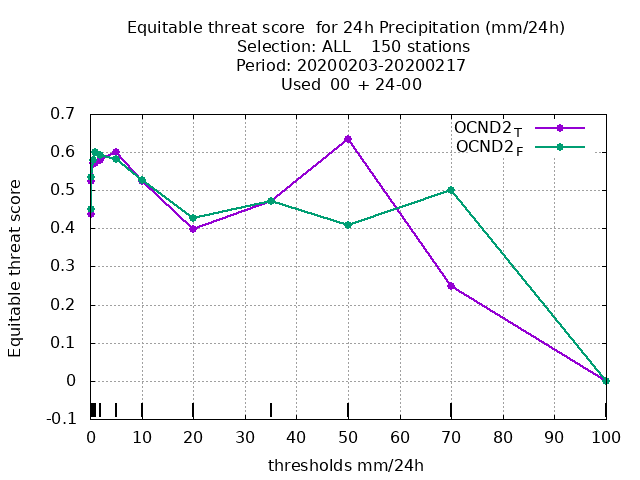 Equitable threat score  for 24h Precipitation (mm/24h)
Selection: ALL    150 stations
Period: 20200203-20200217
Used  00 + 24-00
OCND2T
OCND2F
0.7
0.6
0.5
0.4
0.3
0.2
0.1
0
-0.1
Equitable threat score
0 10 20 30 40 50 60 70 80 90 100
thresholds mm/24h